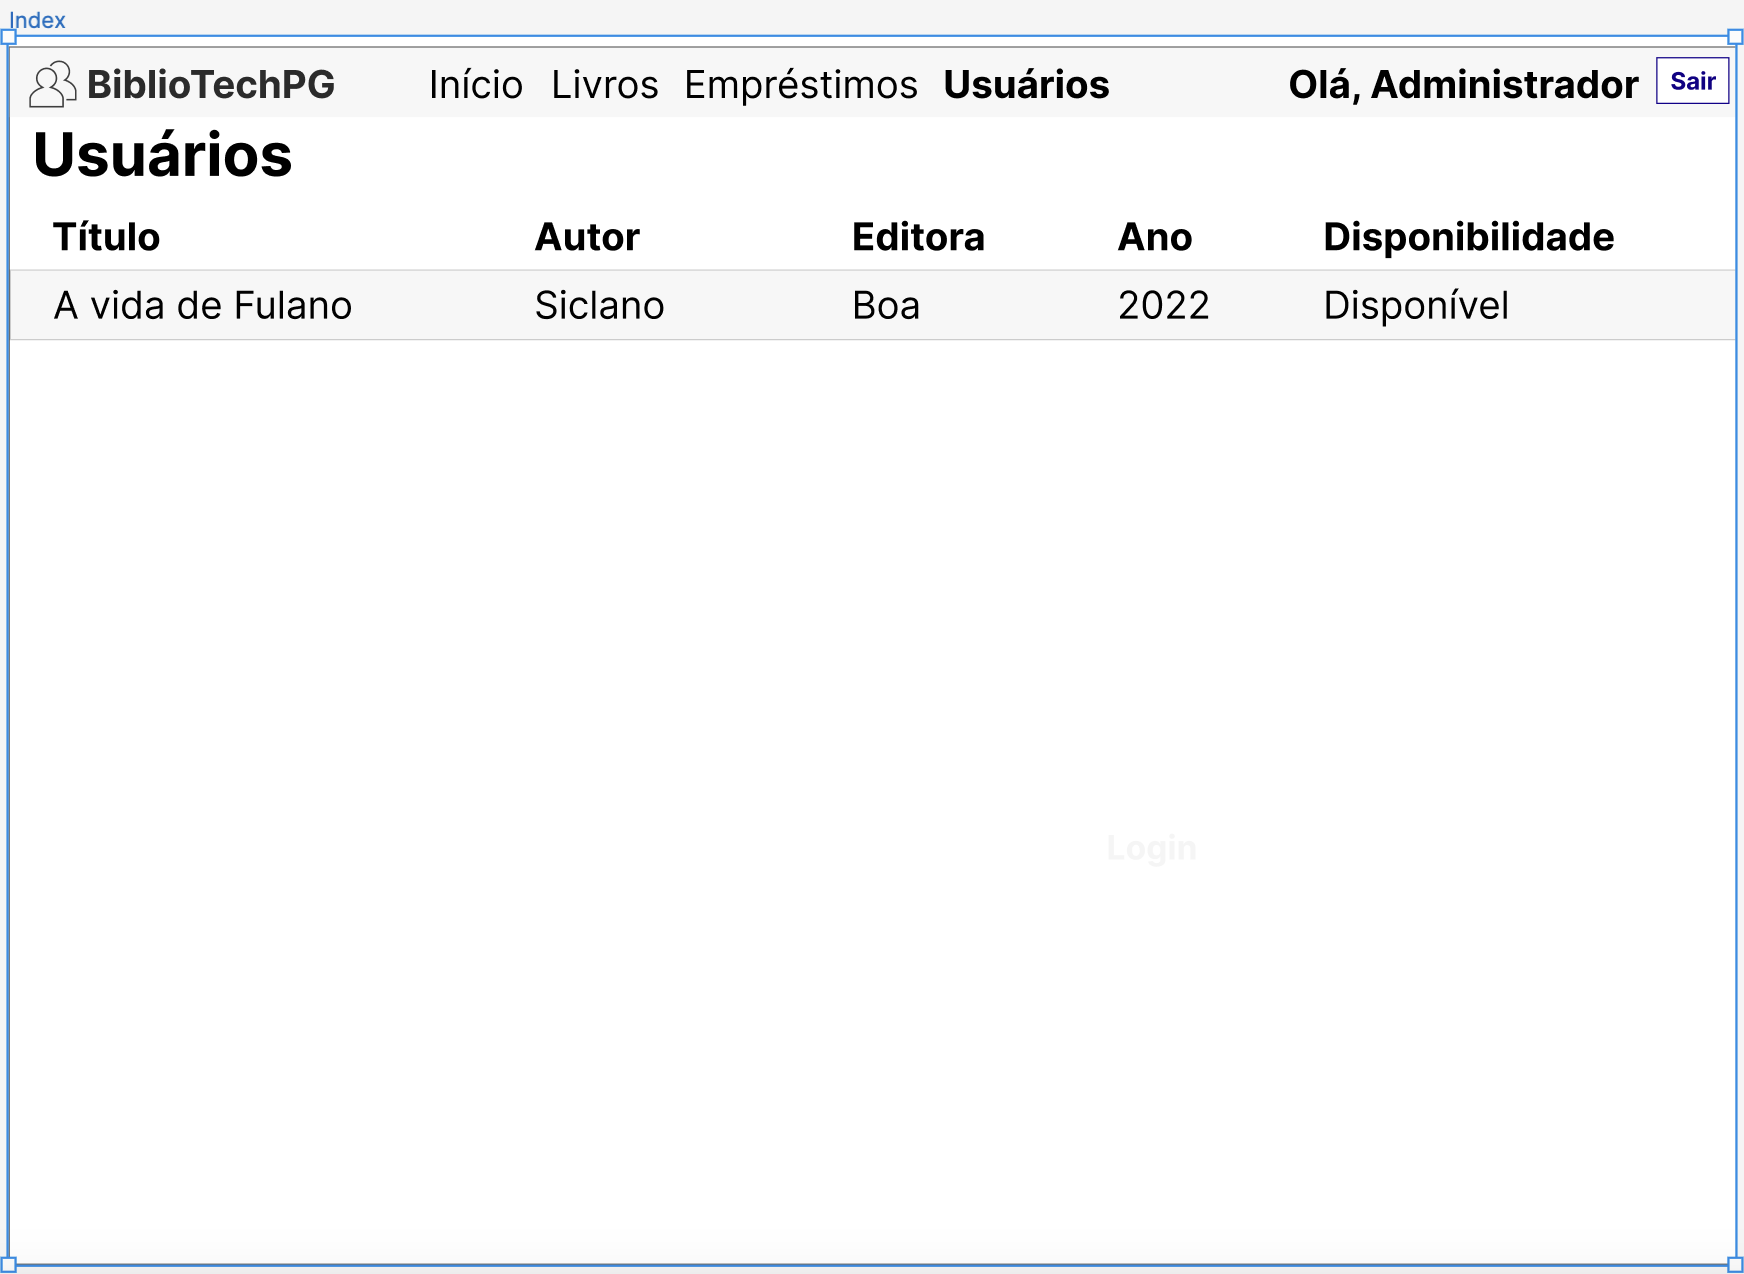 Index
BiblioTechPG Início Livros Empréstimos Usuários Olá, Administrador Sair
Usuários
Título Autor Editora Ano Disponibilidade
A vida de Fulano Siclano Boa 2022 Disponível
Login